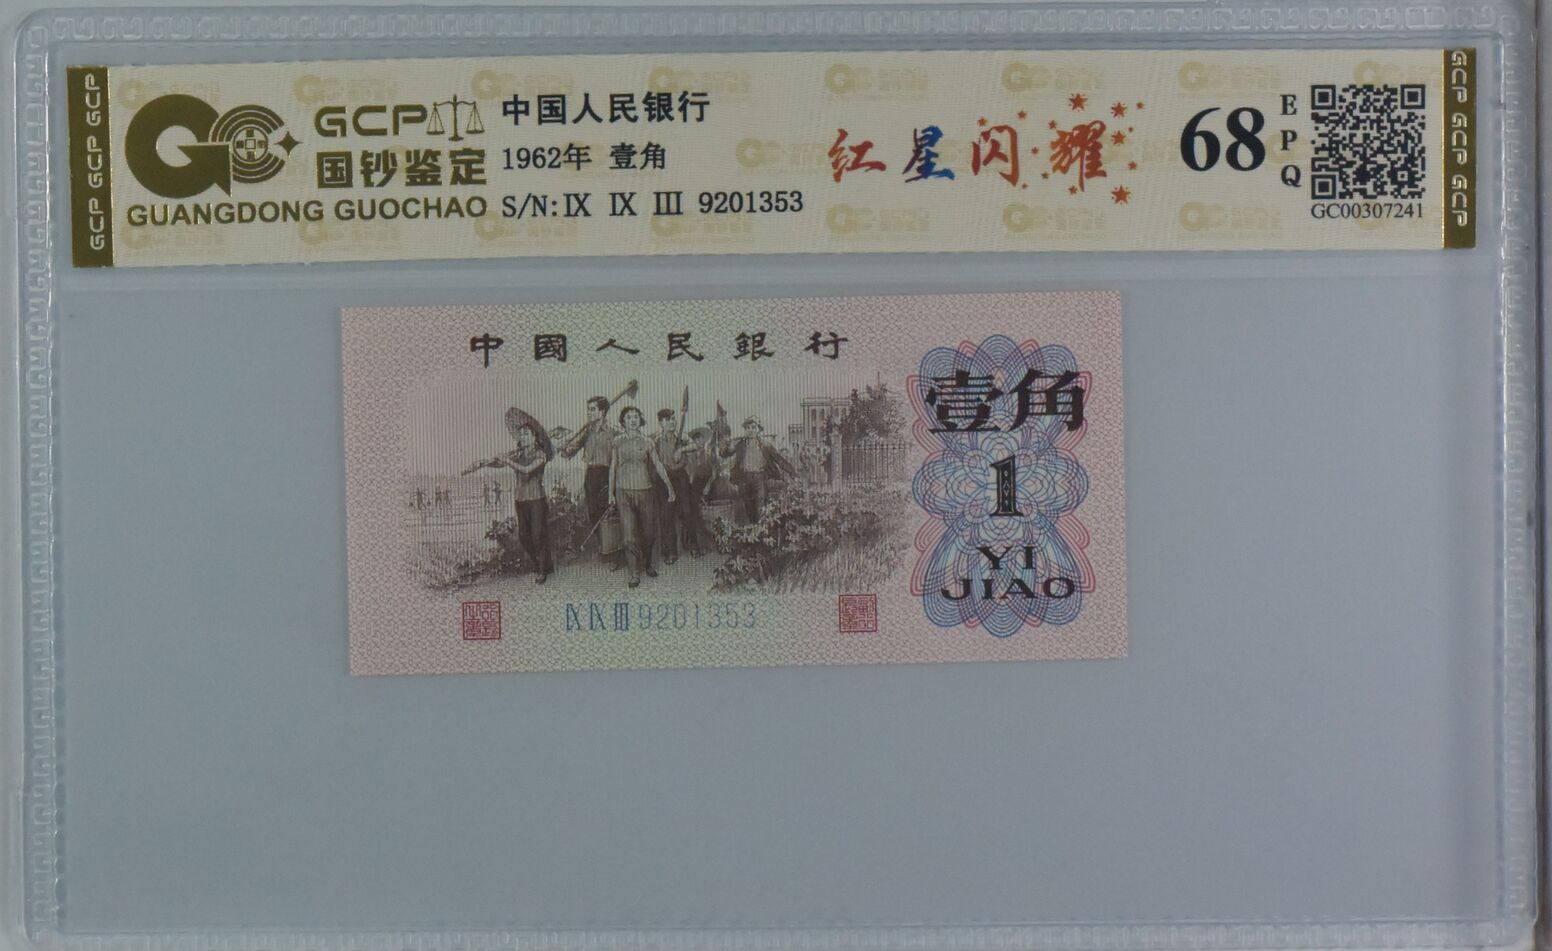 GCP GCP GCP
GCP
国钞鉴定
GUANGDONG GUOCHAO
中国人民银行
1962年 壹角
S/N: IX IX III 9201353
红星闪耀
68
EPQ
GC00307241
GCP GCP GCP
中國人民銀行
壹角
1
YI
JIAO
IX IX III 9201353